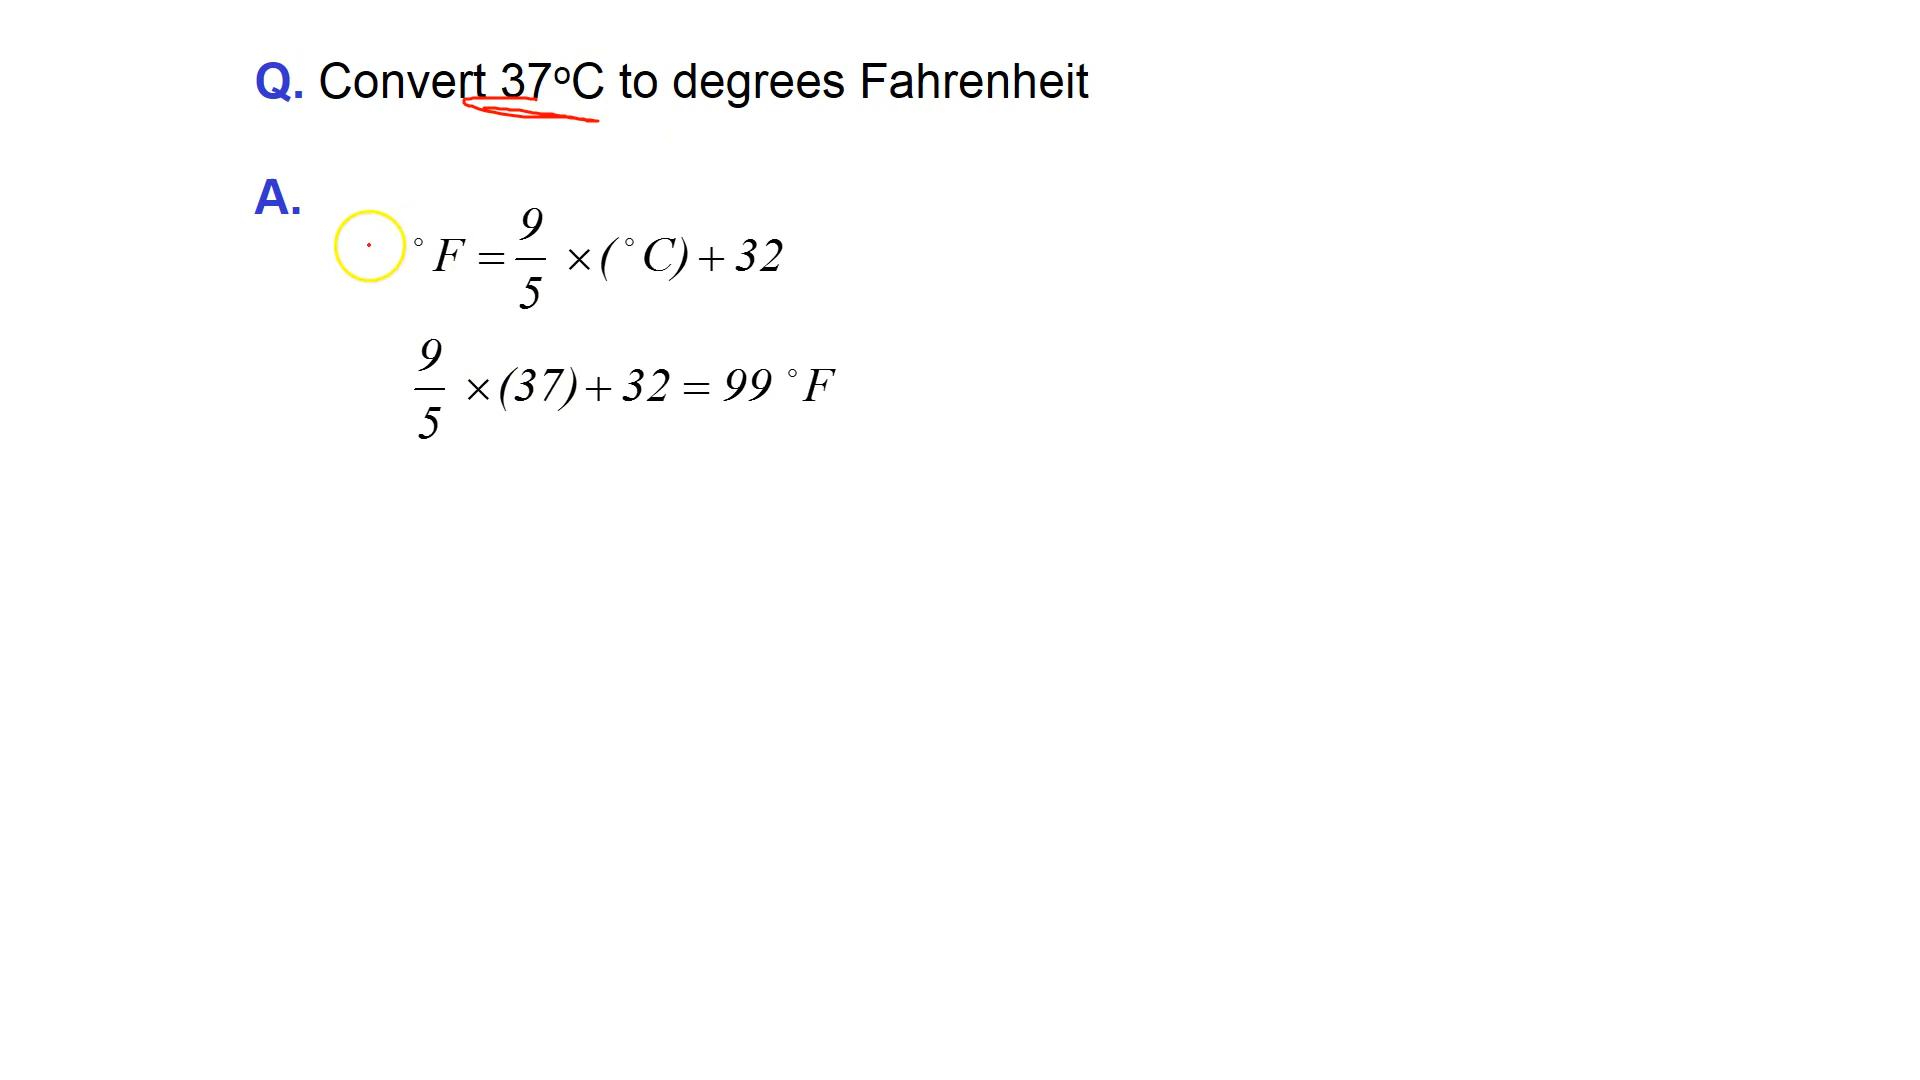 Q. Convert 37°C to degrees Fahrenheit
A.
°F = 9/5 × (°C) + 32
9/5 × (37) + 32 = 99 °F